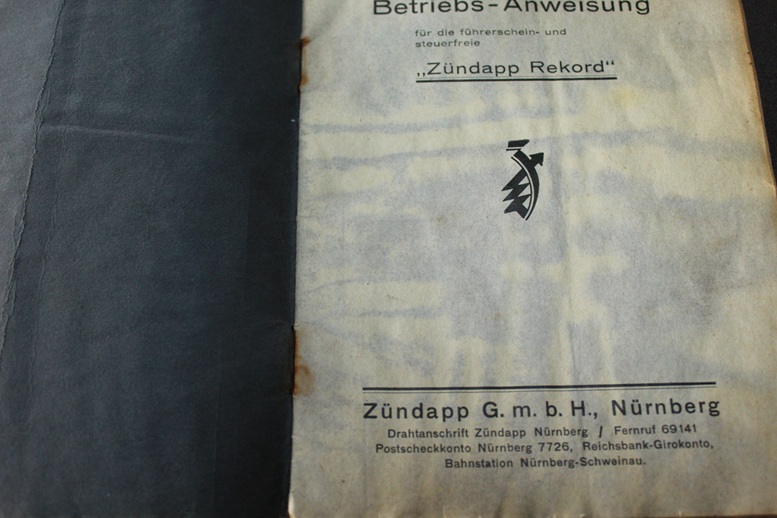 Betriebs-Anweisung
für die führerschein- und
steuerfreie
„Zündapp Rekord“
Zündapp G. m. b. H., Nürnberg
Drahtanschrift Zündapp Nürnberg / Fernruf 69141
Postscheckkonto Nürnberg 7726, Reichsbank-Girokonto,
Bahnstation Nürnberg-Schweinau.